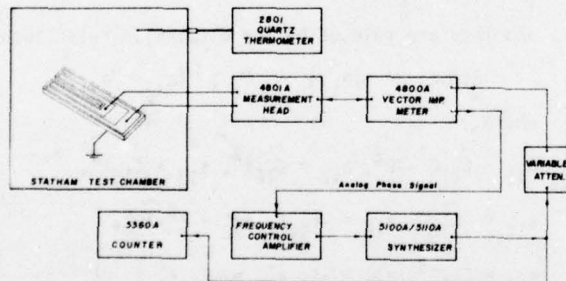 2801
QUARTZ
THERMOMETER
4801A
MEASUREMENT
HEAD
4800A
VECTOR IMP.
METER
STATHAM TEST CHAMBER
VARIABLE
ATTEN.
Analog Phase Signal
5360A
COUNTER
FREQUENCY
CONTROL
AMPLIFIER
5100A/5110A
SYNTHESIZER